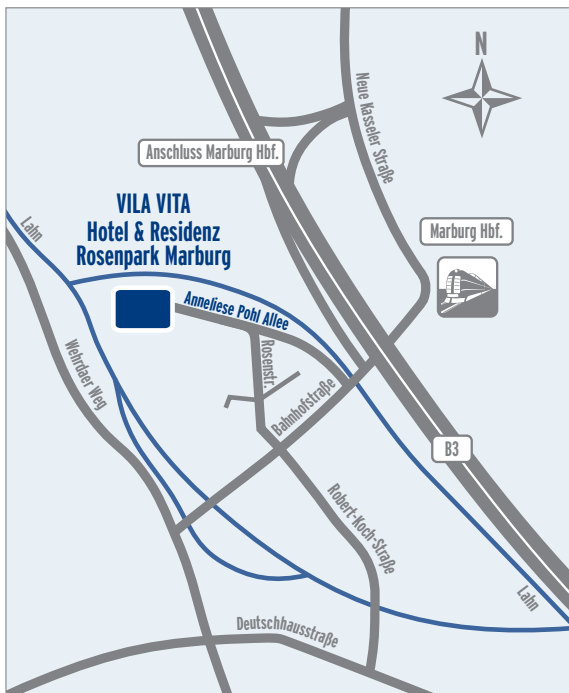 N
Neue Kasseler Straße
Anschluss Marburg Hbf.
VILA VITA
Hotel & Residenz
Rosenpark Marburg
Lahn
Marburg Hbf.
Anneliese Pohl Allee
Rosenstr.
Wehrdaer Weg
Bahnhofstraße
B3
Robert-Koch-Straße
Lahn
Deutschhausstraße